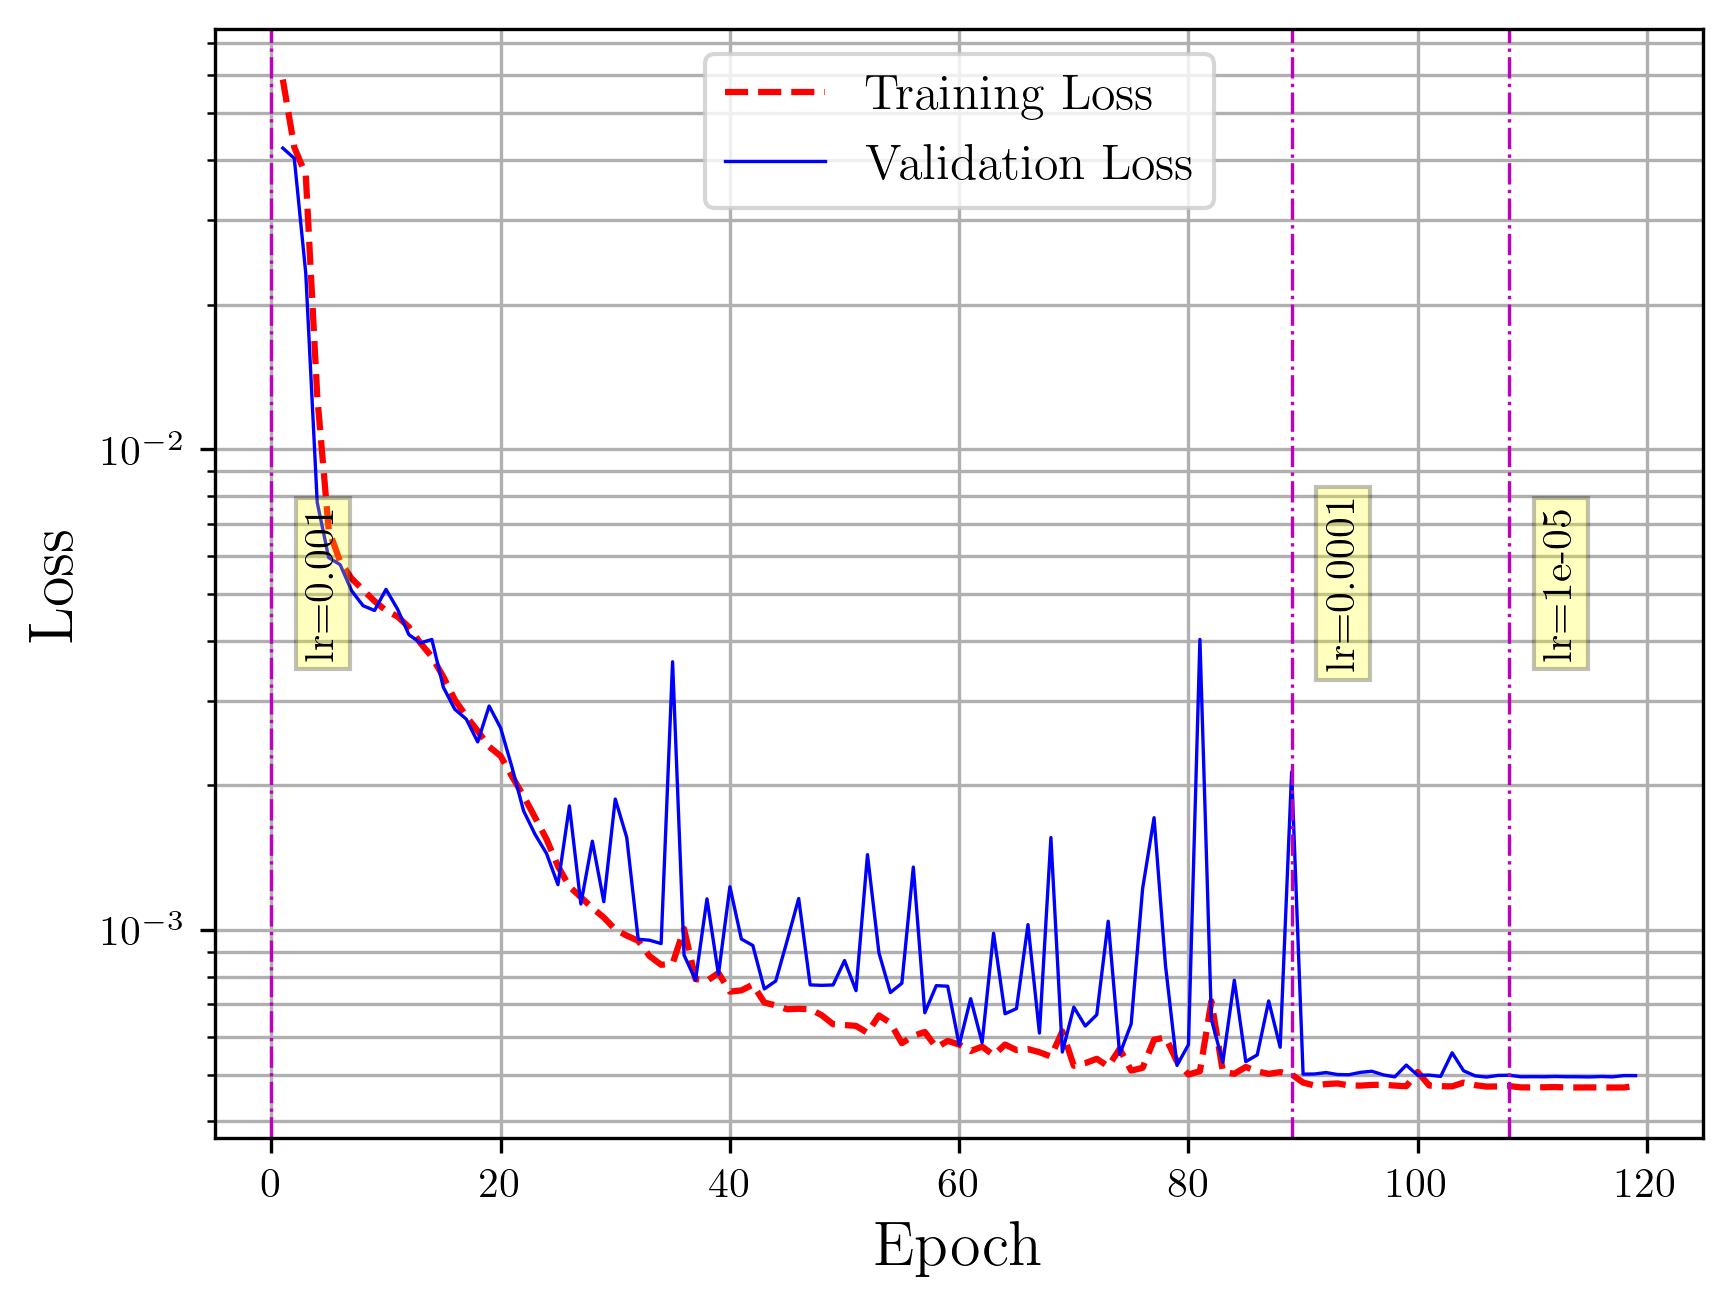 Training Loss
Validation Loss
10⁻²
10⁻³
Loss
lr=0.001
lr=0.0001
lr=1e-05
0 20 40 60 80 100 120
Epoch